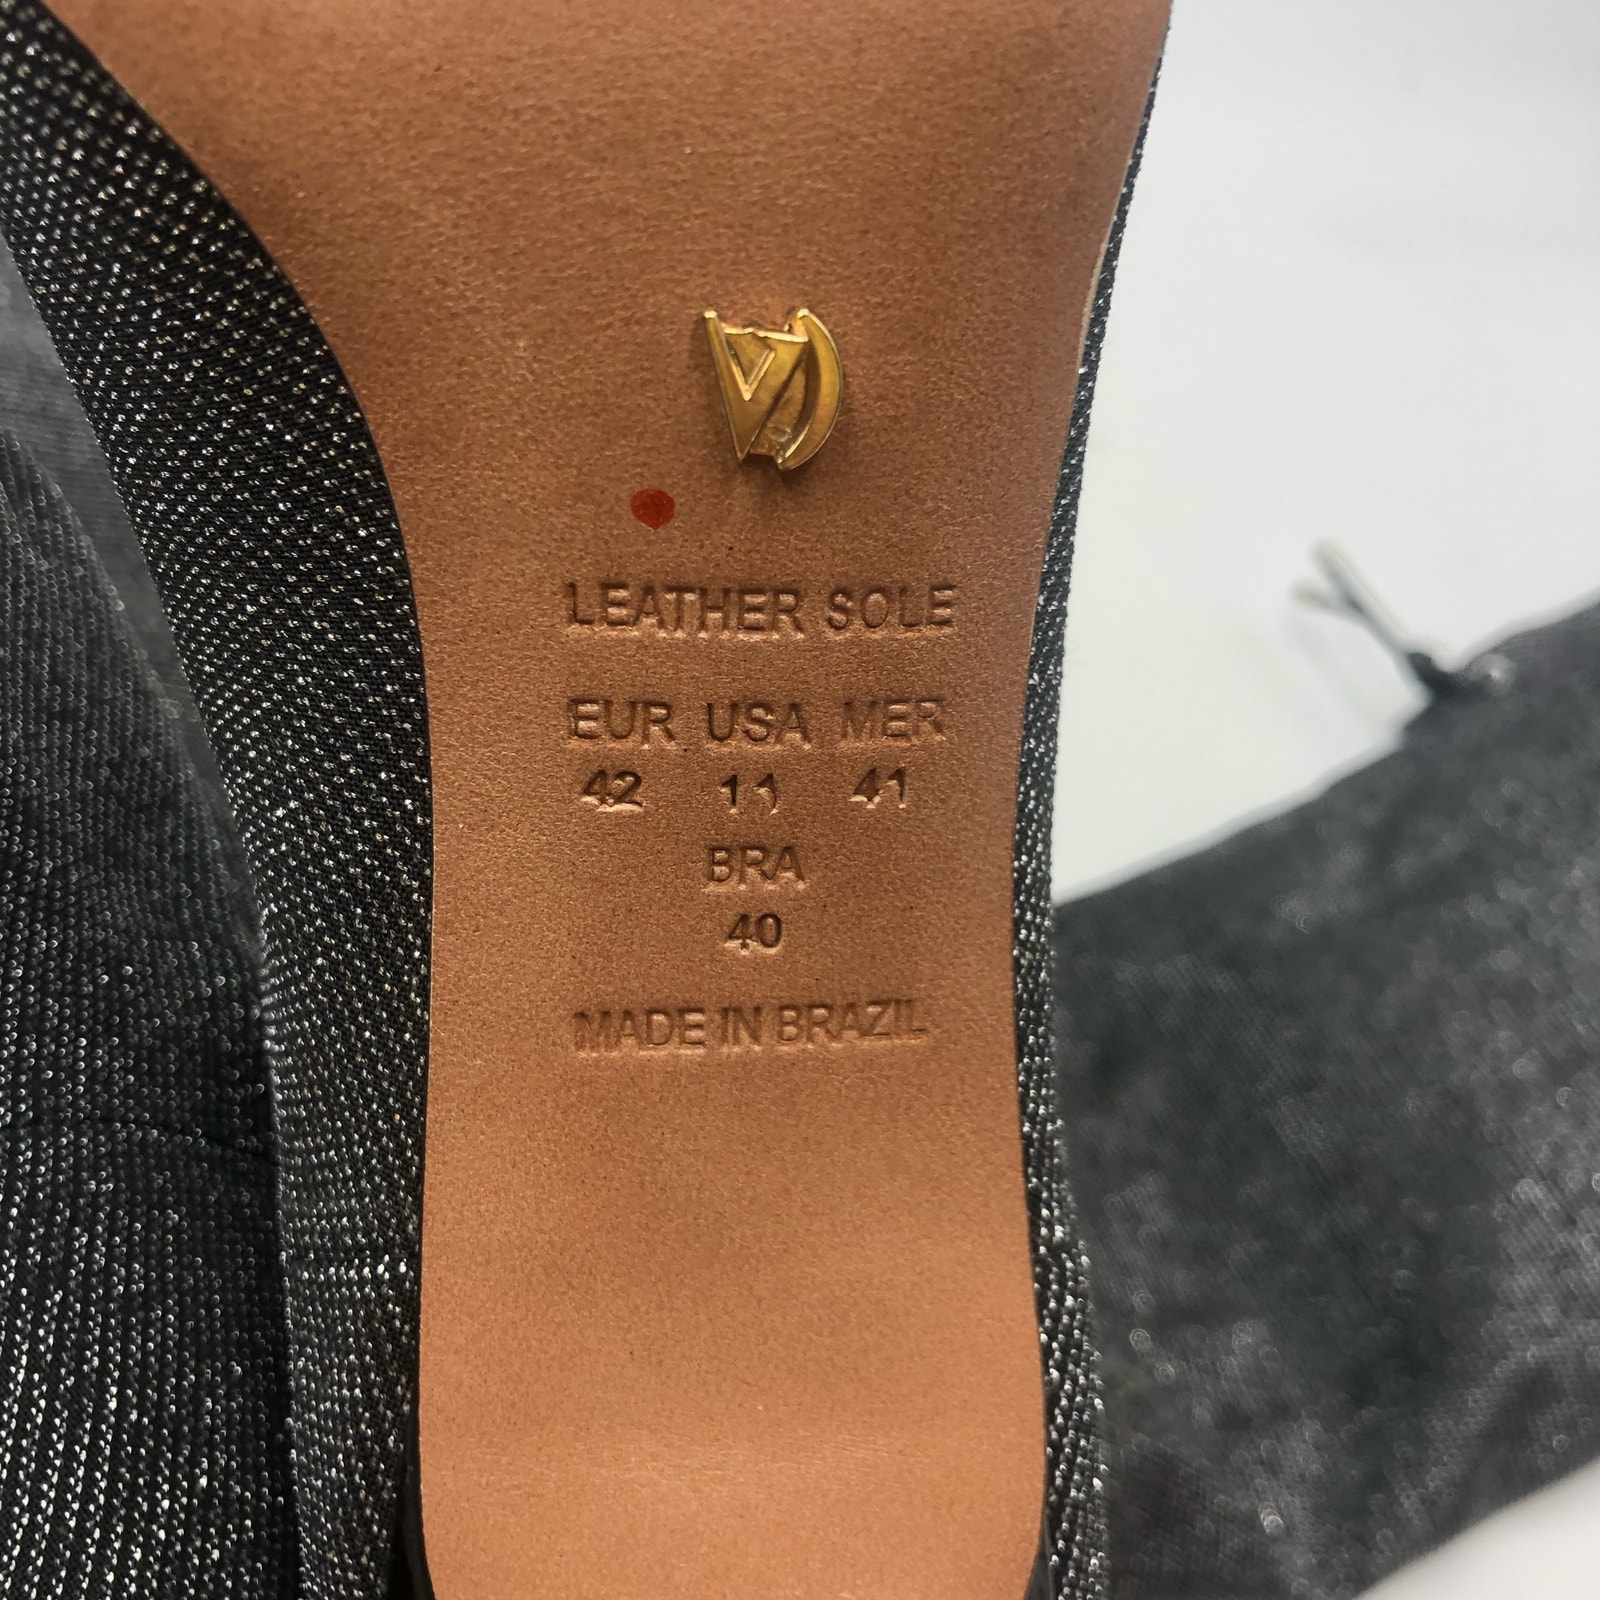 LEATHER SOLE
EUR USA MER
42 11 41
BRA
40
MADE IN BRAZIL